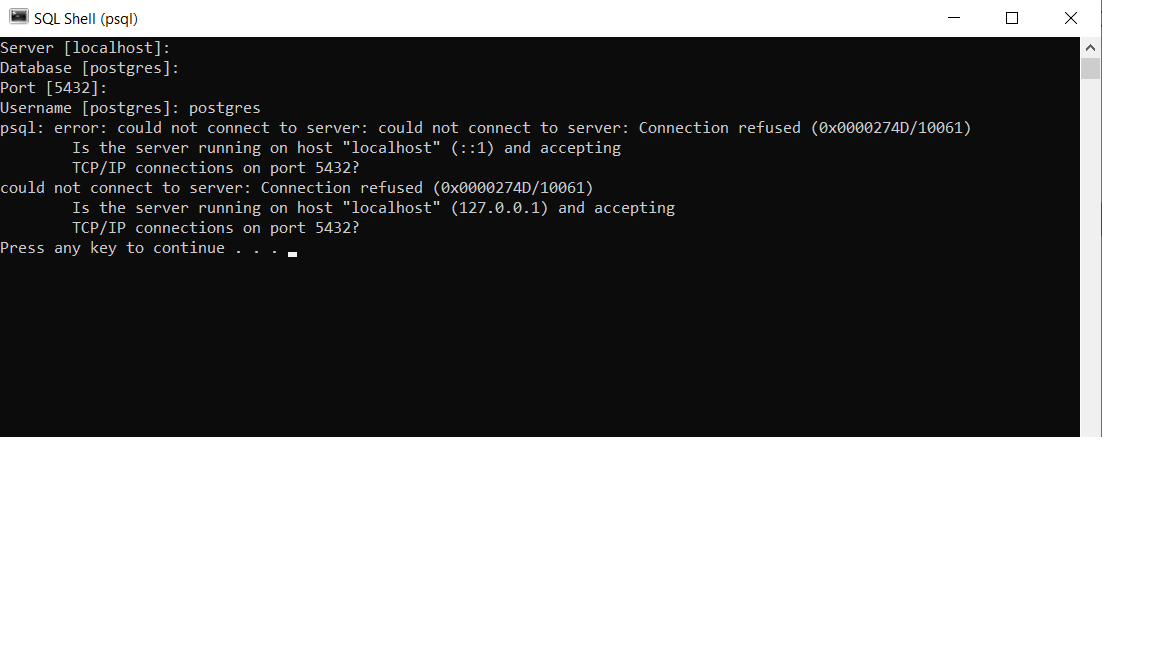 SQL Shell (psql)
Server [localhost]:
Database [postgres]:
Port [5432]:
Username [postgres]: postgres
psql: error: could not connect to server: could not connect to server: Connection refused (0x0000274D/10061)
        Is the server running on host "localhost" (::1) and accepting
        TCP/IP connections on port 5432?
could not connect to server: Connection refused (0x0000274D/10061)
        Is the server running on host "localhost" (127.0.0.1) and accepting
        TCP/IP connections on port 5432?
Press any key to continue . . .